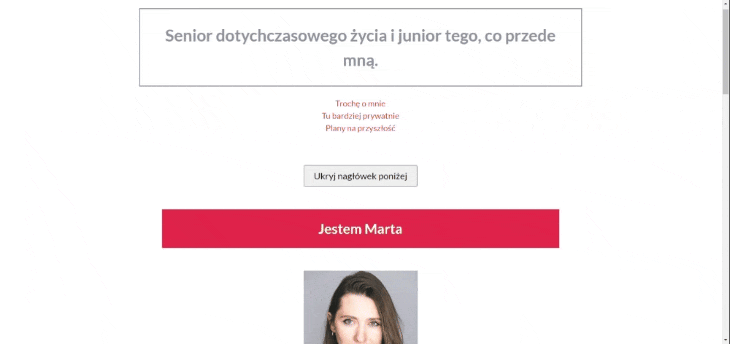 Senior dotychczasowego życia i junior tego, co przede
mną.
Trochę o mnie
Tu bardziej prywatnie
Plany na przyszłość
Ukryj nagłówek poniżej
Jestem Marta